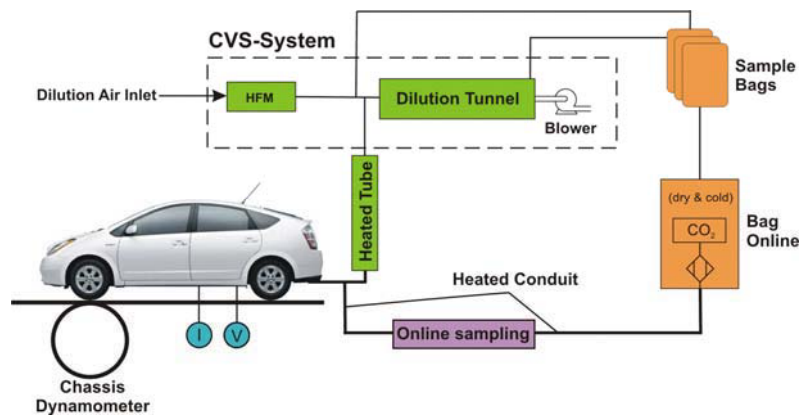 CVS-System
Dilution Air Inlet
HFM
Dilution Tunnel
Blower
Sample
Bags
Heated Tube
(dry & cold)
CO₂
Bag
Online
Heated Conduit
Online sampling
I
V
Chassis
Dynamometer